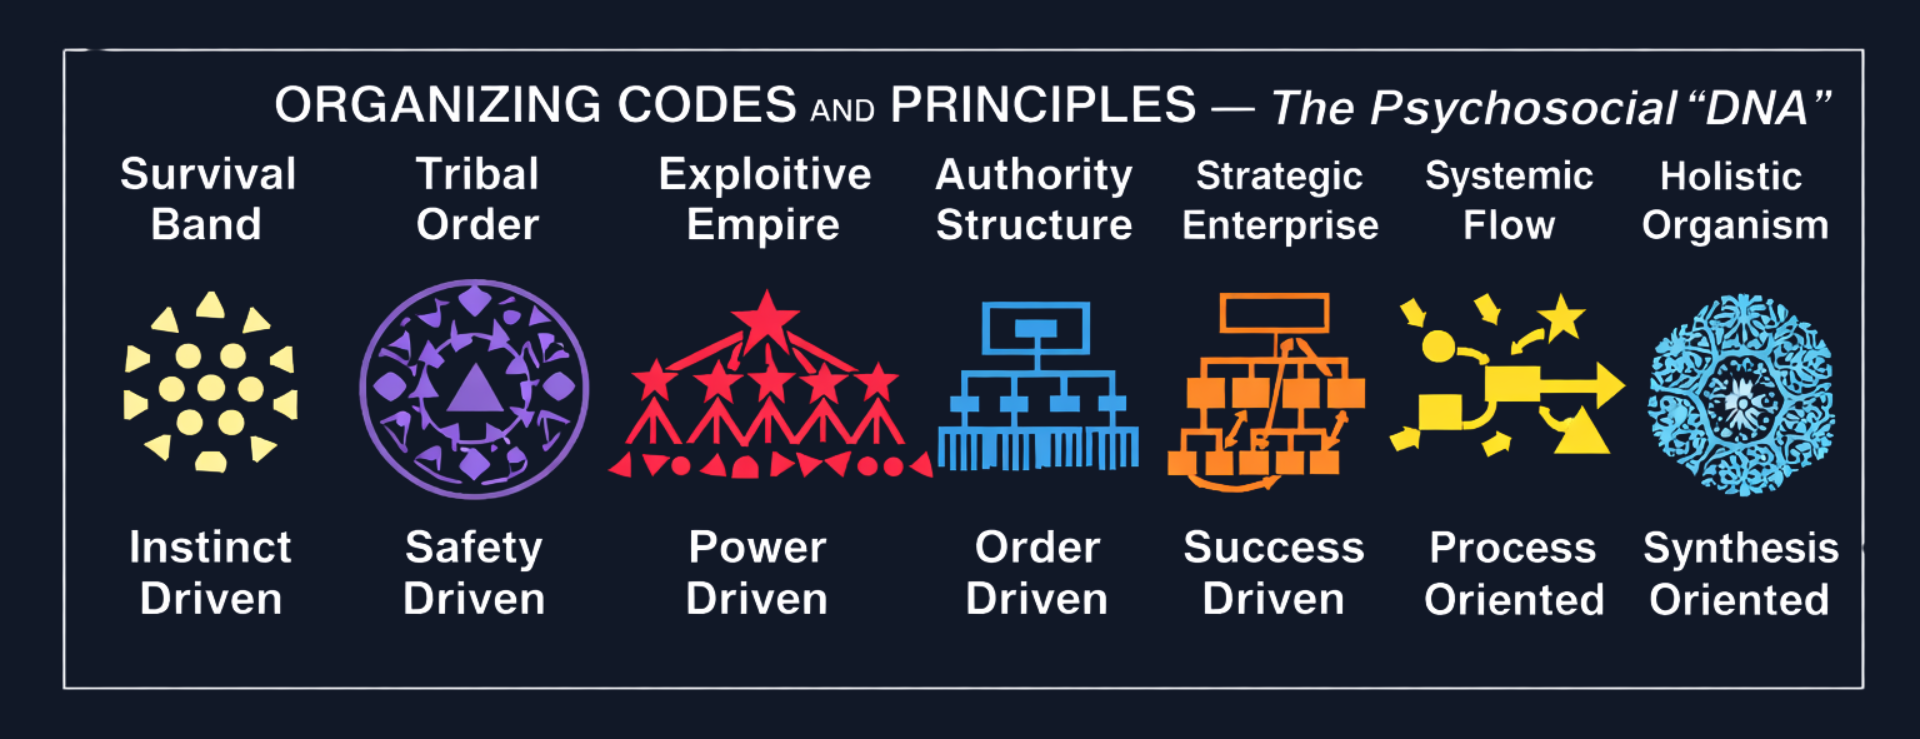 ORGANIZING CODES AND PRINCIPLES — The Psychosocial “DNA”
Survival
Band
Tribal
Order
Exploitive
Empire
Authority
Structure
Strategic
Enterprise
Systemic
Flow
Holistic
Organism
Instinct
Driven
Safety
Driven
Power
Driven
Order
Driven
Success
Driven
Process
Oriented
Synthesis
Oriented